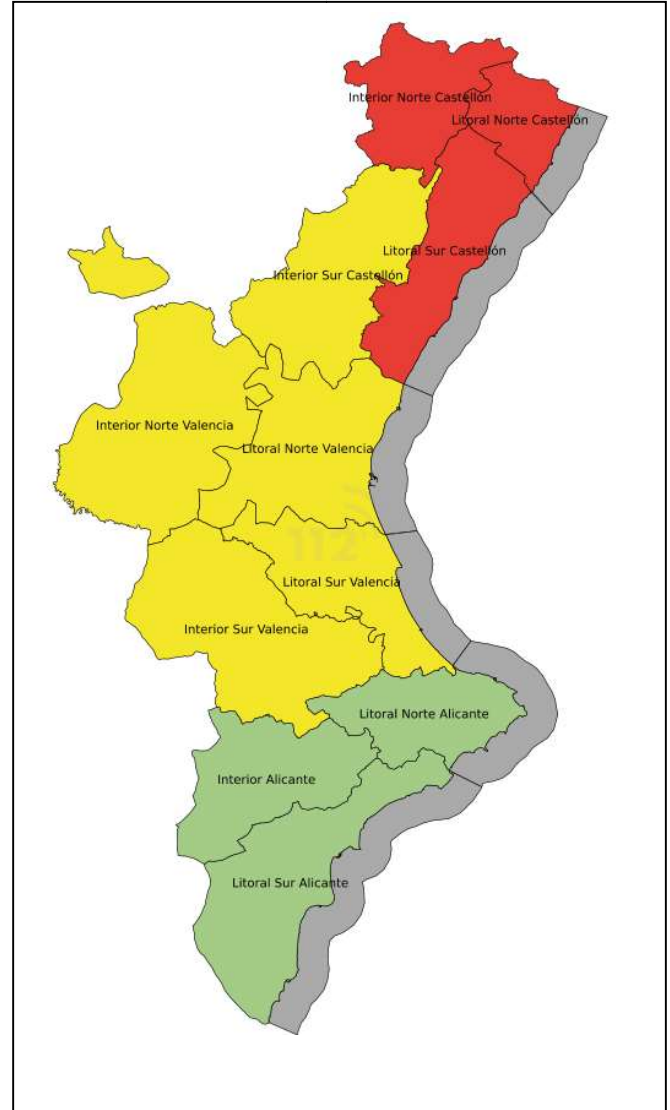 Interior Norte Castellón
Litoral Norte Castellón
Litoral Sur Castellón
Interior Sur Castellón
Interior Norte Valencia
Litoral Norte Valencia
112
Litoral Sur Valencia
Interior Sur Valencia
Litoral Norte Alicante
Interior Alicante
Litoral Sur Alicante